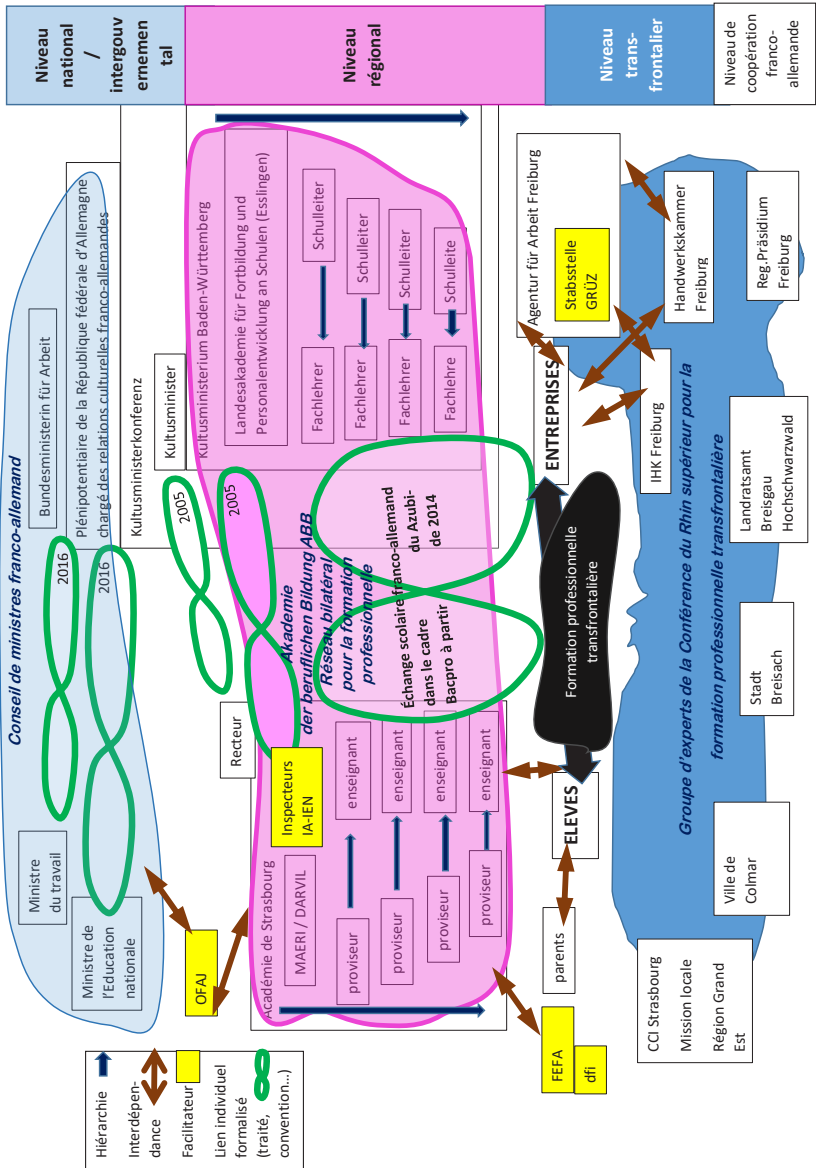 Niveau
national
/
intergouv
ernemen
tal
Niveau
régional
Niveau
trans-
frontalier
Niveau de
coopération
franco-
allemande
Conseil de ministres franco-allemand
Bundesministerin für Arbeit
Plénipotentiaire de la République fédérale d'Allemagne
chargé des relations culturelles franco-allemandes
2016
2016
Ministre
du travail
Ministre de
l'Education
nationale
Kultusministerkonferenz
Kultusminister
2005
Recteur
OFAJ
Kultusministerium Baden-Württemberg
Landesakademie für Fortbildung und
Personalentwicklung an Schulen (Esslingen)
Schulleiter
Schulleiter
Schulleiter
Schulleite
Fachlehrer
Fachlehrer
Fachlehrer
Fachlehre
2005
Akademie
der beruflichen Bildung ABB
Réseau bilatéral
pour la formation
professionnelle
Échange scolaire franco-allemand
dans le cadre du Azubi-
Bacpro à partir de 2014
Inspecteurs
IA-IEN
Académie de Strasbourg
MAERI / DARVIL
enseignant
enseignant
enseignant
enseignant
proviseur
proviseur
proviseur
proviseur
Agentur für Arbeit Freiburg
Stabsstelle
GRÜZ
ENTREPRISES
Formation professionnelle
transfrontalière
ELEVES
parents
FEFA
dfi
Handwerkskammer
Freiburg
IHK Freiburg
Groupe d'experts de la Conférence du Rhin supérieur pour la
formation professionnelle transfrontalière
Reg.Präsidium
Freiburg
Landratsamt
Breisgau
Hochschwarzwald
Stadt
Breisach
Ville de
Colmar
CCI Strasbourg
Mission locale
Région Grand
Est
Hiérarchie
Interdépen-
dance
Facilitateur
Lien individuel
formalisé
(traité,
convention...)